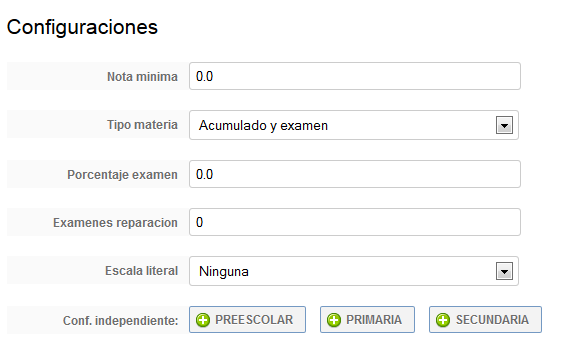 Configuraciones
Nota minima 0.0
Tipo materia Acumulado y examen
Porcentaje examen 0.0
Examenes reparacion 0
Escala literal Ninguna
Conf. independiente: PREESCOLAR PRIMARIA SECUNDARIA